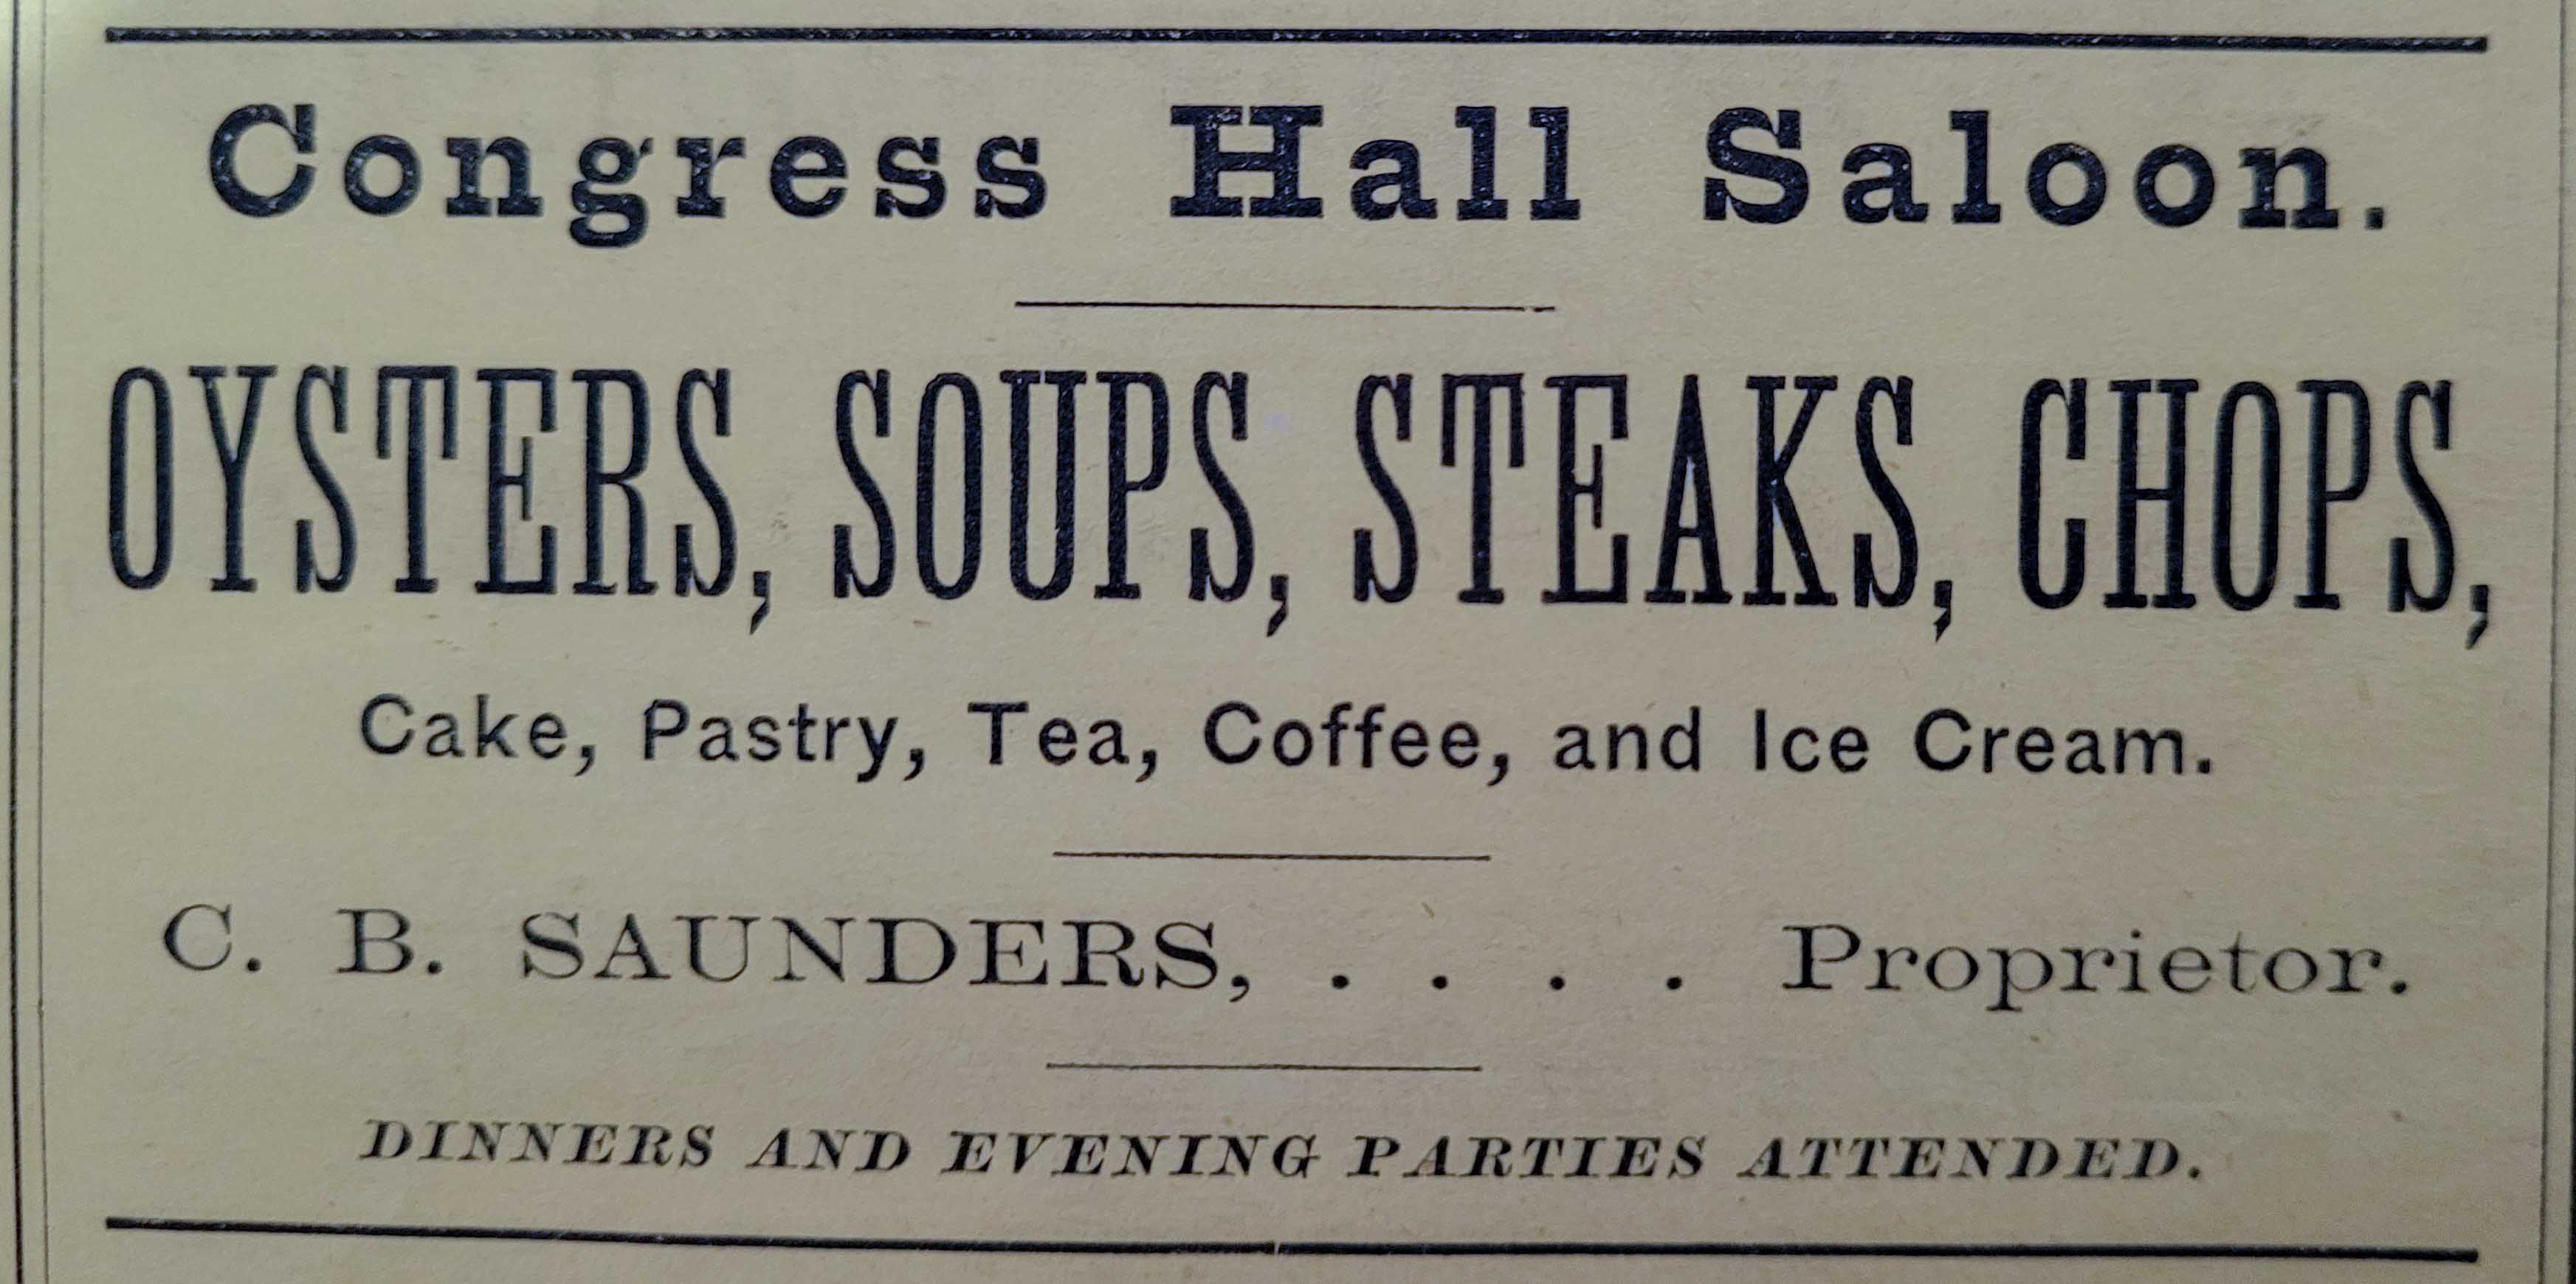 Congress Hall Saloon.
OYSTERS, SOUPS, STEAKS, CHOPS,
Cake, Pastry, Tea, Coffee, and Ice Cream.
C. B. SAUNDERS, . . . . Proprietor.
DINNERS AND EVENING PARTIES ATTENDED.